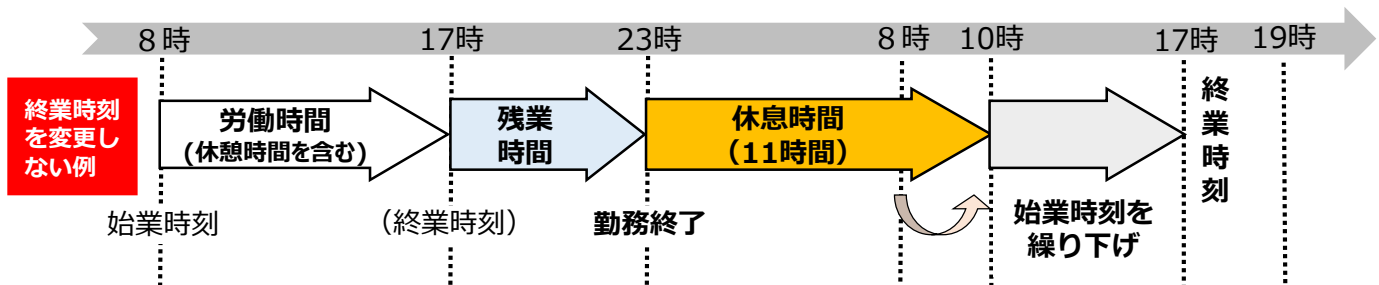 8時
17時
23時
8時
10時
17時
19時
終業時刻
を変更し
ない例
労働時間
(休憩時間を含む)
残業
時間
休息時間
（11時間）
終業時刻
始業時刻
（終業時刻）
勤務終了
始業時刻を
繰り下げ